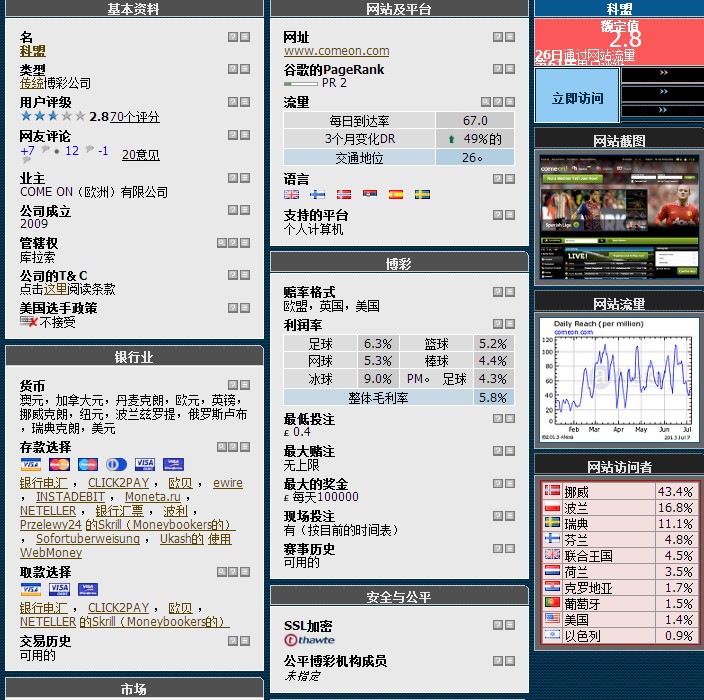 基本资料
名
科盟
类型
传统博彩公司
用户评级
2.870个评分
网友评论
+7 12 -1 20意见
业主
COME ON（欧洲）有限公司
公司成立
2009
管辖权
库拉索
公司的T＆C
点击这里阅读条款
美国选手政策
不接受
银行业
货币
澳元，加拿大元，丹麦克朗，欧元，英镑，
挪威克朗，纽元，波兰兹罗提，俄罗斯卢布
，瑞典克朗，美元
存款选择
银行电汇 ， CLICK2PAY ， 欧贝 ， ewire
， INSTADEBIT ， Moneta.ru ，
NETELLER ， 银行汇票 ， 波利 ，
Przelewy24 的Skrill（Moneybookers的）
， Sofortuberweisung ， Ukash的 使用
WebMoney
取款选择
银行电汇 ， CLICK2PAY ， 欧贝 ，
NETELLER 的Skrill（Moneybookers的）
交易历史
可用的
市场
网站及平台
网址
www.comeon.com
谷歌的PageRank
PR 2
流量
每日到达率 67.0
3个月变化DR 49%的
交通地位 26。
语言
支持的平台
个人计算机
博彩
赔率格式
欧盟，英国，美国
利润率
足球 6.3% 篮球 5.2%
网球 5.3% 棒球 4.4%
冰球 9.0% PM。 足球 4.3%
整体毛利率 5.8%
最低投注
£ 0.4
最大赌注
无上限
最大的奖金
£ 每天100000
现场投注
有（按目前的时间表）
赛事历史
可用的
安全与公平
SSL加密
thawte
公平博彩机构成员
未指定
科盟
额定值
2.8
26日通过网站流量
立即访问
网站截图
comeon!
LIVE!
网站流量
Daily Reach (per million)
comeon.com
120
100
80
60
40
20
0
Feb Mar Apr May Jun Jul
©2013 Alexa 2013 Jul 7
网站访问者
挪威 43.4%
波兰 16.8%
瑞典 11.1%
芬兰 4.8%
联合王国 4.5%
荷兰 3.5%
克罗地亚 1.7%
葡萄牙 1.5%
美国 1.4%
以色列 0.9%